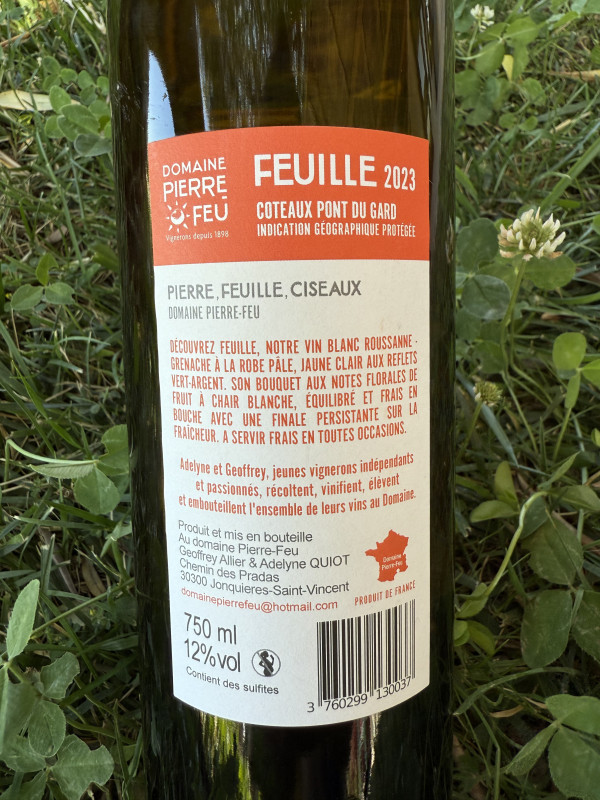 DOMAINE
PIERRE
FEU
Vignerons depuis 1898
FEUILLE 2023
COTEAUX PONT DU GARD
INDICATION GÉOGRAPHIQUE PROTÉGÉE
PIERRE, FEUILLE, CISEAUX
DOMAINE PIERRE-FEU
DÉCOUVREZ FEUILLE, NOTRE VIN BLANC ROUSSANNE -
GRENACHE À LA ROBE PÂLE, JAUNE CLAIR AUX REFLETS
VERT-ARGENT. SON BOUQUET AUX NOTES FLORALES DE
FRUIT À CHAIR BLANCHE, ÉQUILIBRÉ ET FRAIS EN
BOUCHE AVEC UNE FINALE PERSISTANTE SUR LA
FRAÎCHEUR. A SERVIR FRAIS EN TOUTES OCCASIONS.
Adelyne et Geoffrey, jeunes vignerons indépendants
et passionnés, récoltent, vinifient, élèvent
et embouteillent l'ensemble de leurs vins au Domaine.
Produit et mis en bouteille
Au domaine Pierre-Feu
Geoffrey Allier & Adelyne QUIOT
Chemin des Pradas
30300 Jonquieres-Saint-Vincent
domainepierrefeu@hotmail.com
Domaine
Pierre-Feu
PRODUIT DE FRANCE
750 ml
12%vol
Contient des sulfites
3 760299 130037